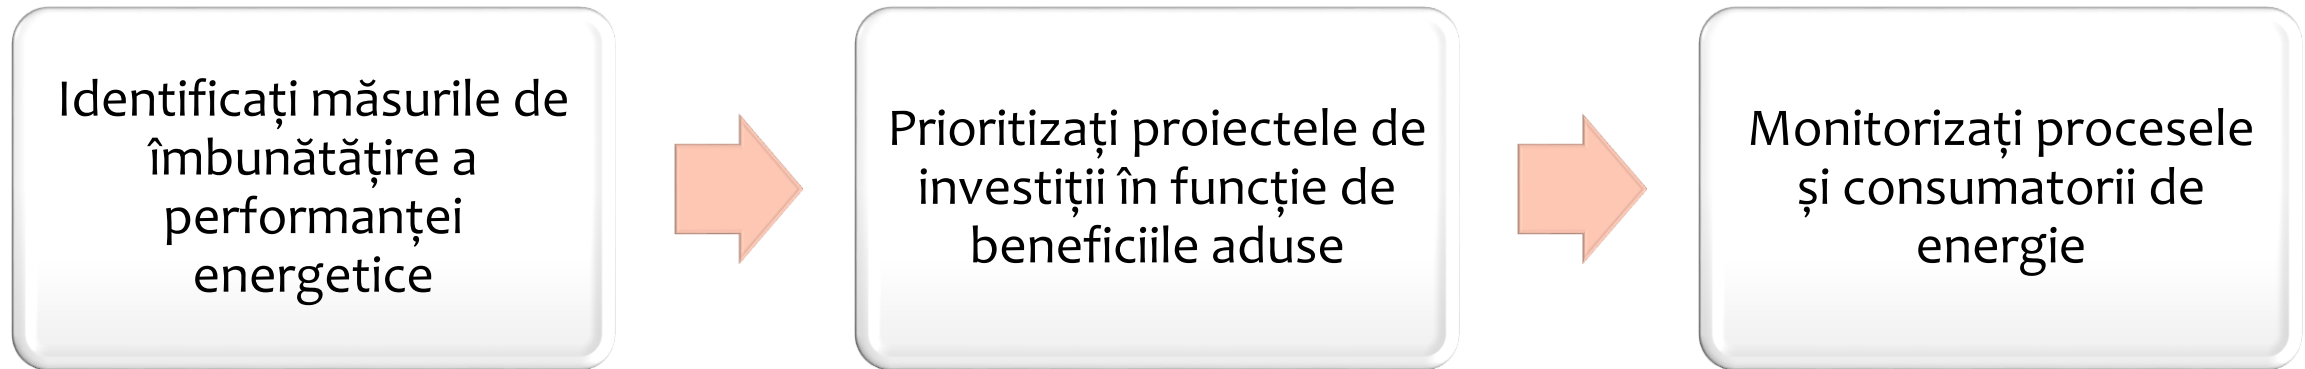 Identificați măsurile de
îmbunătățire a
performanței
energetice
Prioritizați proiectele de
investiții în funcție de
beneficiile aduse
Monitorizați procesele
și consumatorii de
energie